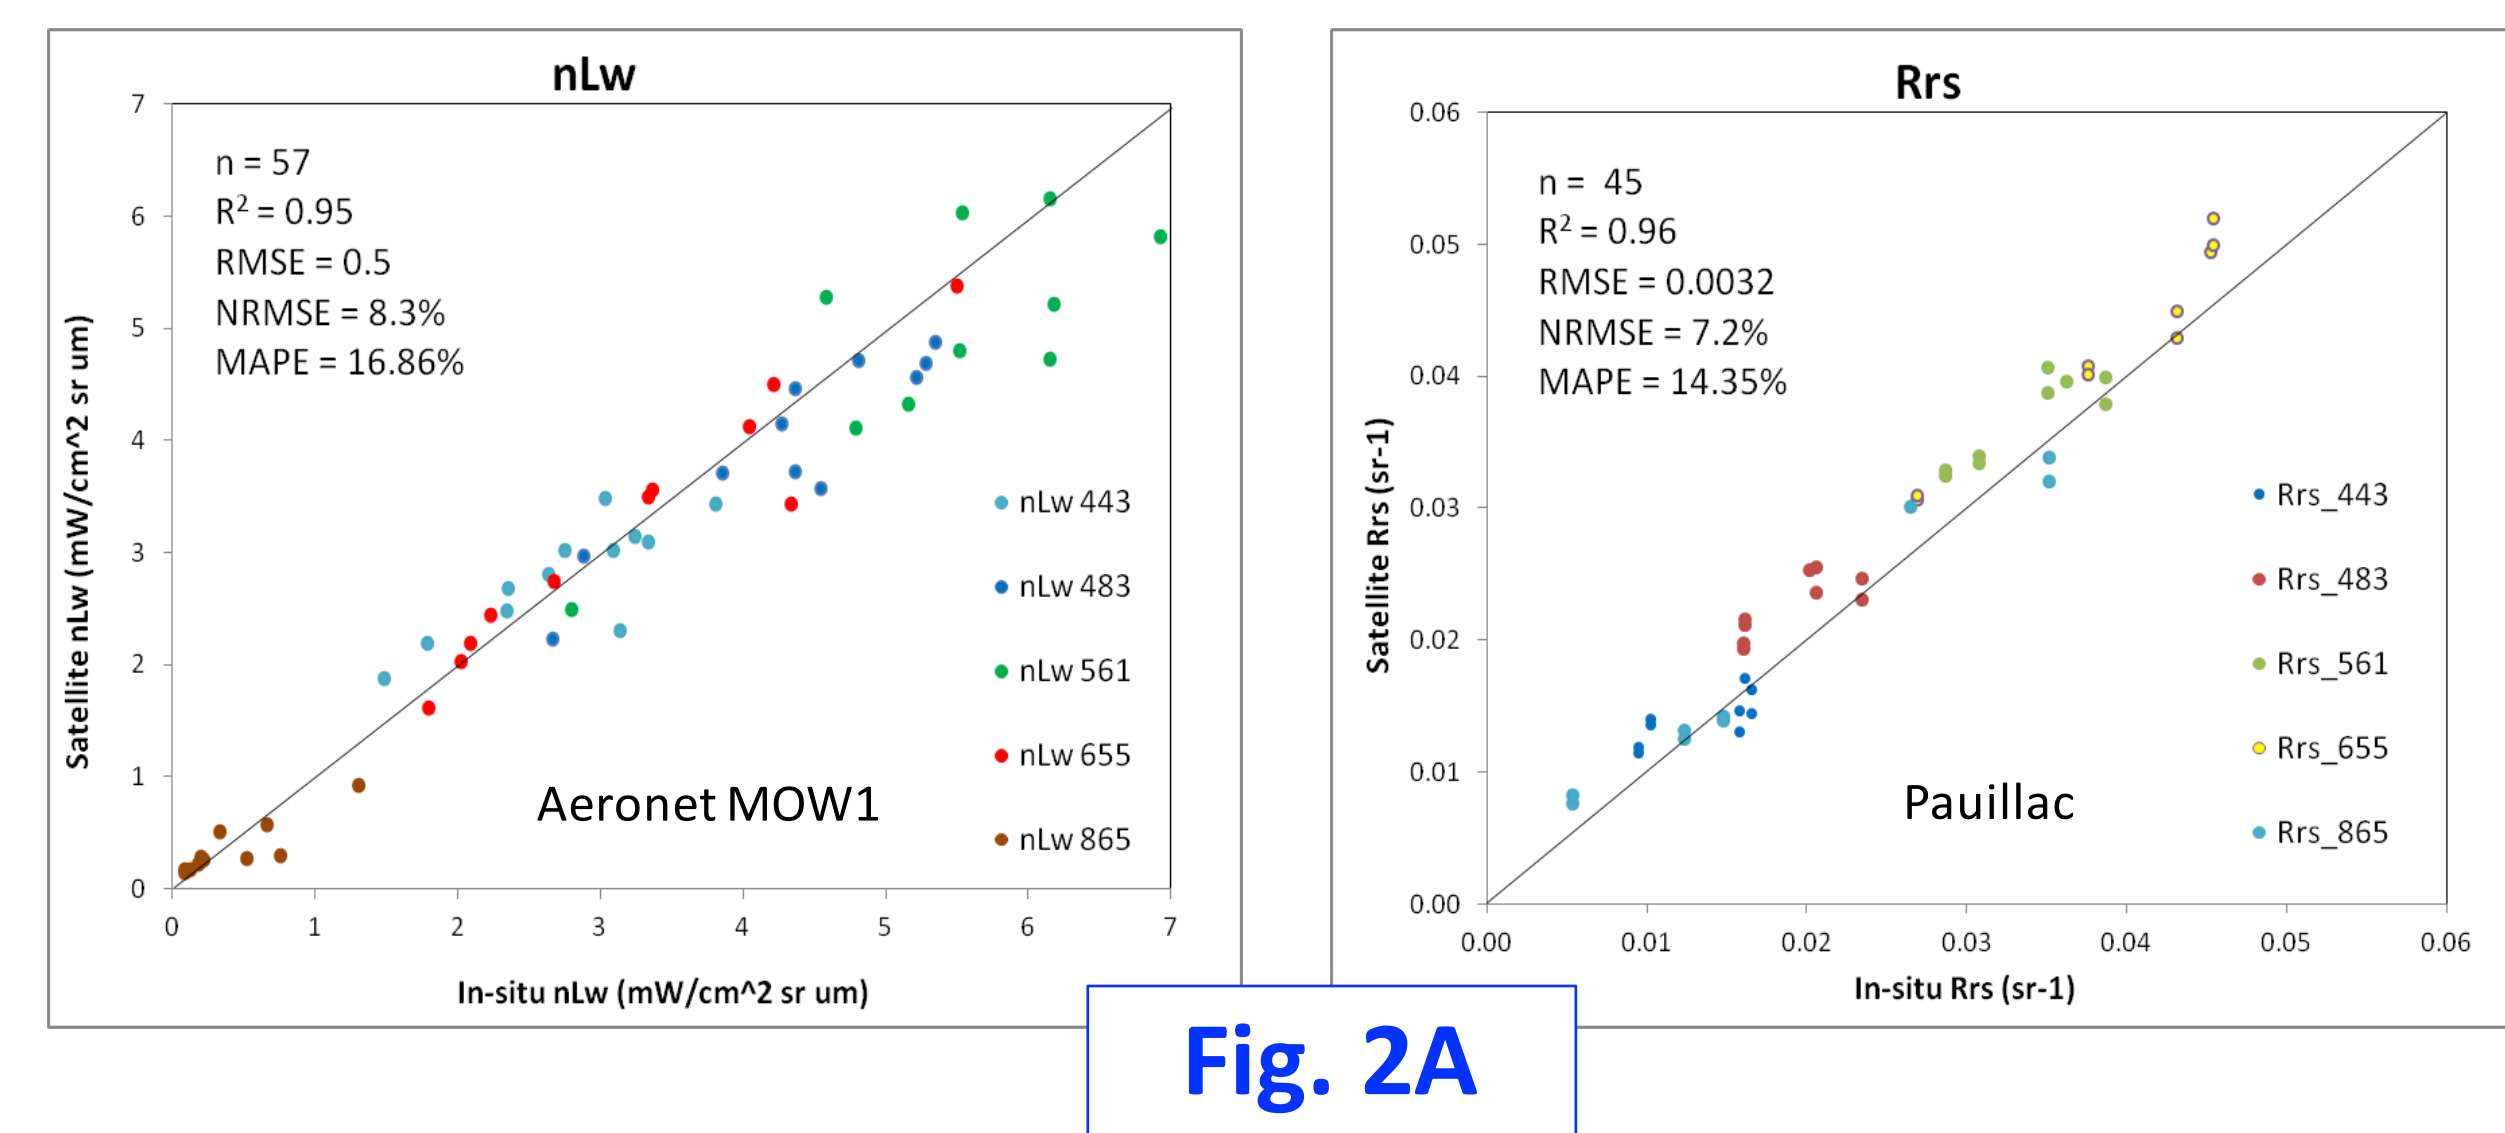 nLw
7
6
5
4
3
2
1
0
n = 57
R² = 0.95
RMSE = 0.5
NRMSE = 8.3%
MAPE = 16.86%
nLw 443
nLw 483
nLw 561
nLw 655
nLw 865
Aeronet MOW1
0 1 2 3 4 5 6 7
In-situ nLw (mW/cm^2 sr um)
Satellite nLw (mW/cm^2 sr um)
Rrs
0.06
0.05
0.04
0.03
0.02
0.01
0.00
n = 45
R² = 0.96
RMSE = 0.0032
NRMSE = 7.2%
MAPE = 14.35%
Rrs_443
Rrs_483
Rrs_561
Rrs_655
Rrs_865
Pauillac
0.00 0.01 0.02 0.03 0.04 0.05 0.06
In-situ Rrs (sr-1)
Satellite Rrs (sr-1)
Fig. 2A